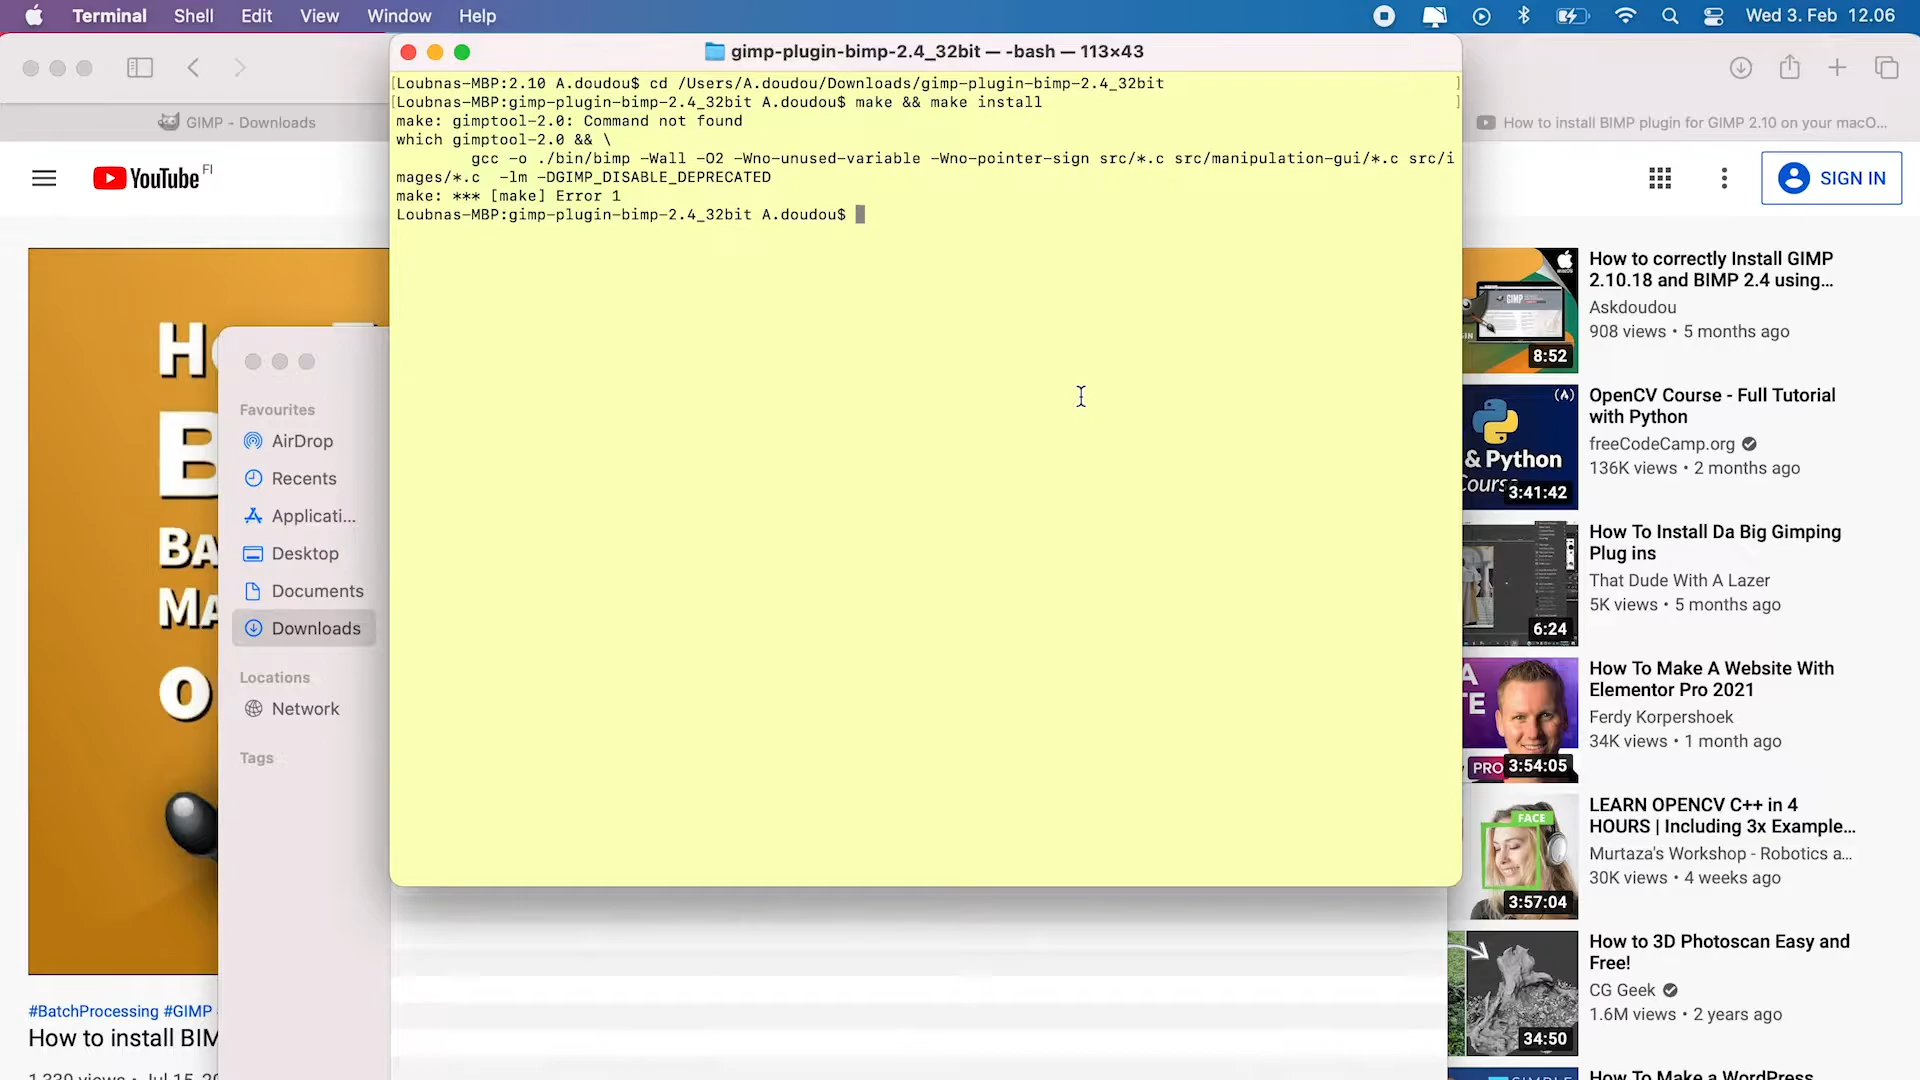 Terminal Shell Edit View Window Help
Wed 3. Feb 12.06
gimp-plugin-bimp-2.4_32bit — -bash — 113×43
GIMP - Downloads
How to install BIMP plugin for GIMP 2.10 on your macO...
[Loubnas-MBP:2.10 A.doudou$ cd /Users/A.doudou/Downloads/gimp-plugin-bimp-2.4_32bit ]
[Loubnas-MBP:gimp-plugin-bimp-2.4_32bit A.doudou$ make && make install ]
make: gimptool-2.0: Command not found
which gimptool-2.0 && \
gcc -o ./bin/bimp -Wall -O2 -Wno-unused-variable -Wno-pointer-sign src/*.c src/manipulation-gui/*.c src/i
mages/*.c -lm -DGIMP_DISABLE_DEPRECATED
make: *** [make] Error 1
Loubnas-MBP:gimp-plugin-bimp-2.4_32bit A.doudou$
YouTube FI
SIGN IN
Favourites
AirDrop
Recents
Applicati...
Desktop
Documents
Downloads
Locations
Network
Tags
#BatchProcessing #GIMP
How to install BIM
How to correctly Install GIMP
2.10.18 and BIMP 2.4 using...
Askdoudou
908 views • 5 months ago
8:52
OpenCV Course - Full Tutorial
with Python
freeCodeCamp.org
136K views • 2 months ago
& Python
3:41:42
How To Install Da Big Gimping
Plug ins
That Dude With A Lazer
5K views • 5 months ago
6:24
How To Make A Website With
Elementor Pro 2021
Ferdy Korpershoek
34K views • 1 month ago
PRO 3:54:05
LEARN OPENCV C++ in 4
HOURS | Including 3x Example...
Murtaza's Workshop - Robotics a...
30K views • 4 weeks ago
FACE
3:57:04
How to 3D Photoscan Easy and
Free!
CG Geek
1.6M views • 2 years ago
34:50
How To Make a WordPress